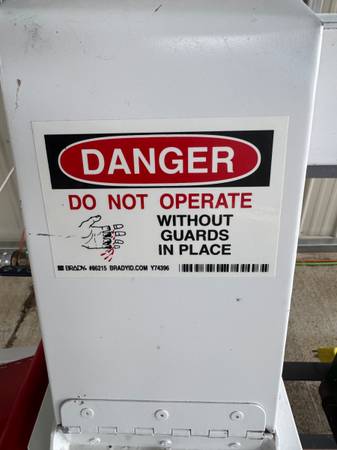 DANGER
DO NOT OPERATE
WITHOUT
GUARDS
IN PLACE
BRADY #86215 BRADYID.COM Y74396